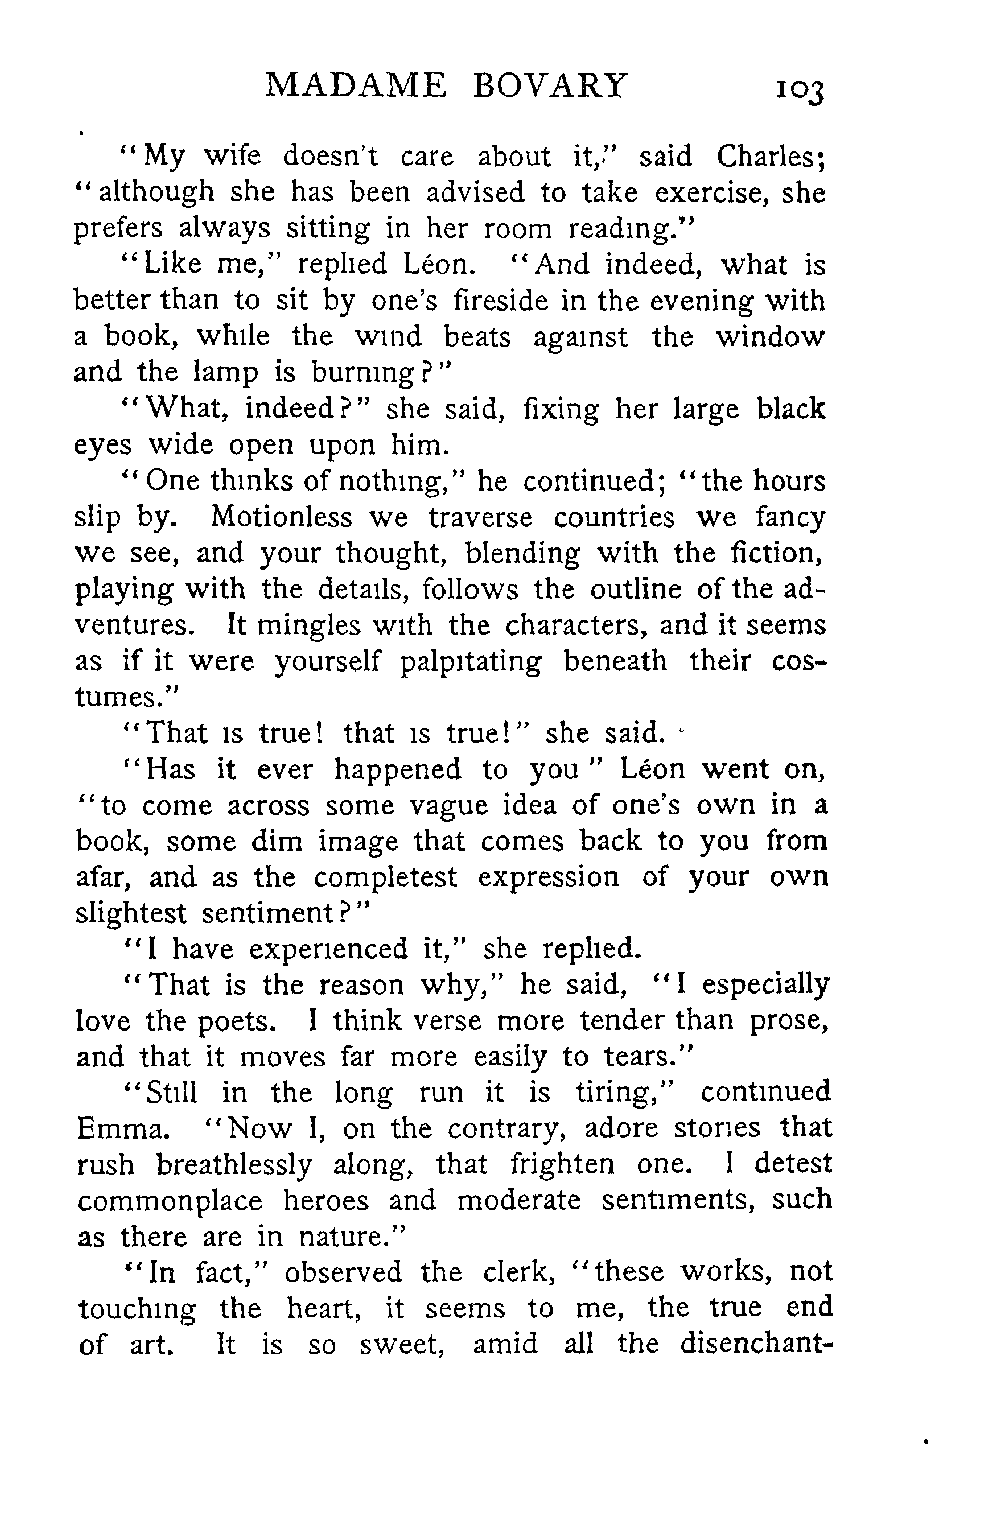 MADAME BOVARY 103
"My wife doesn't care about it," said Charles;
"although she has been advised to take exercise, she
prefers always sitting in her room reading."
"Like me," replied Léon. "And indeed, what is
better than to sit by one's fireside in the evening with
a book, while the wind beats against the window
and the lamp is burning?"
"What, indeed?" she said, fixing her large black
eyes wide open upon him.
"One thinks of nothing," he continued; "the hours
slip by. Motionless we traverse countries we fancy
we see, and your thought, blending with the fiction,
playing with the details, follows the outline of the ad-
ventures. It mingles with the characters, and it seems
as if it were yourself palpitating beneath their cos-
tumes."
"That is true! that is true!" she said.
"Has it ever happened to you" Léon went on,
"to come across some vague idea of one's own in a
book, some dim image that comes back to you from
afar, and as the completest expression of your own
slightest sentiment?"
"I have experienced it," she replied.
"That is the reason why," he said, "I especially
love the poets. I think verse more tender than prose,
and that it moves far more easily to tears."
"Still in the long run it is tiring," continued
Emma. "Now I, on the contrary, adore stories that
rush breathlessly along, that frighten one. I detest
commonplace heroes and moderate sentiments, such
as there are in nature."
"In fact," observed the clerk, "these works, not
touching the heart, it seems to me, the true end
of art. It is so sweet, amid all the disenchant-